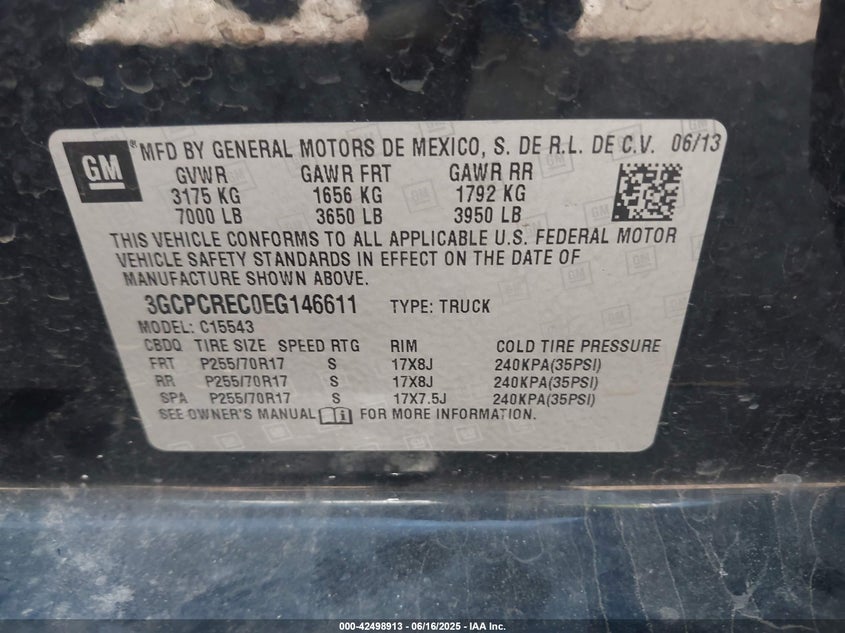 GM ® MFD BY GENERAL MOTORS DE MEXICO, S. DE R.L. DE C.V. 06/13
GVWR GAWR FRT GAWR RR
3175 KG 1656 KG 1792 KG
7000 LB 3650 LB 3950 LB
THIS VEHICLE CONFORMS TO ALL APPLICABLE U.S. FEDERAL MOTOR
VEHICLE SAFETY STANDARDS IN EFFECT ON THE DATE OF
MANUFACTURE SHOWN ABOVE.
3GCPCREC0EG146611 TYPE: TRUCK
MODEL: C15543
CBDQ TIRE SIZE SPEED RTG RIM COLD TIRE PRESSURE
FRT P255/70R17 S 17X8J 240KPA(35PSI)
RR P255/70R17 S 17X8J 240KPA(35PSI)
SPA P255/70R17 S 17X7.5J 240KPA(35PSI)
SEE OWNER'S MANUAL FOR MORE INFORMATION.
000-42498913 - 06/16/2025 - IAA Inc.